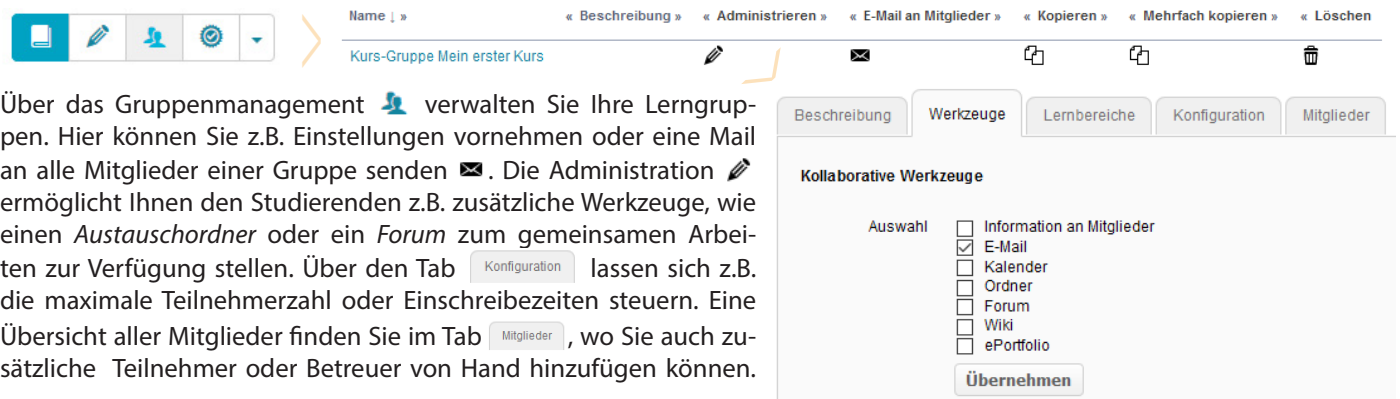 Name ↓ » « Beschreibung » « Administrieren » « E-Mail an Mitglieder » « Kopieren » « Mehrfach kopieren » « Löschen
Kurs-Gruppe Mein erster Kurs
Über das Gruppenmanagement verwalten Sie Ihre Lerngrup-
pen. Hier können Sie z.B. Einstellungen vornehmen oder eine Mail
an alle Mitglieder einer Gruppe senden . Die Administration
ermöglicht Ihnen den Studierenden z.B. zusätzliche Werkzeuge, wie
einen Austauschordner oder ein Forum zum gemeinsamen Arbei-
ten zur Verfügung stellen. Über den Tab Konfiguration lassen sich z.B.
die maximale Teilnehmerzahl oder Einschreibezeiten steuern. Eine
Übersicht aller Mitglieder finden Sie im Tab Mitglieder , wo Sie auch zu-
sätzliche Teilnehmer oder Betreuer von Hand hinzufügen können.
Beschreibung Werkzeuge Lernbereiche Konfiguration Mitglieder
Kollaborative Werkzeuge
Auswahl Information an Mitglieder
E-Mail
Kalender
Ordner
Forum
Wiki
ePortfolio
Übernehmen